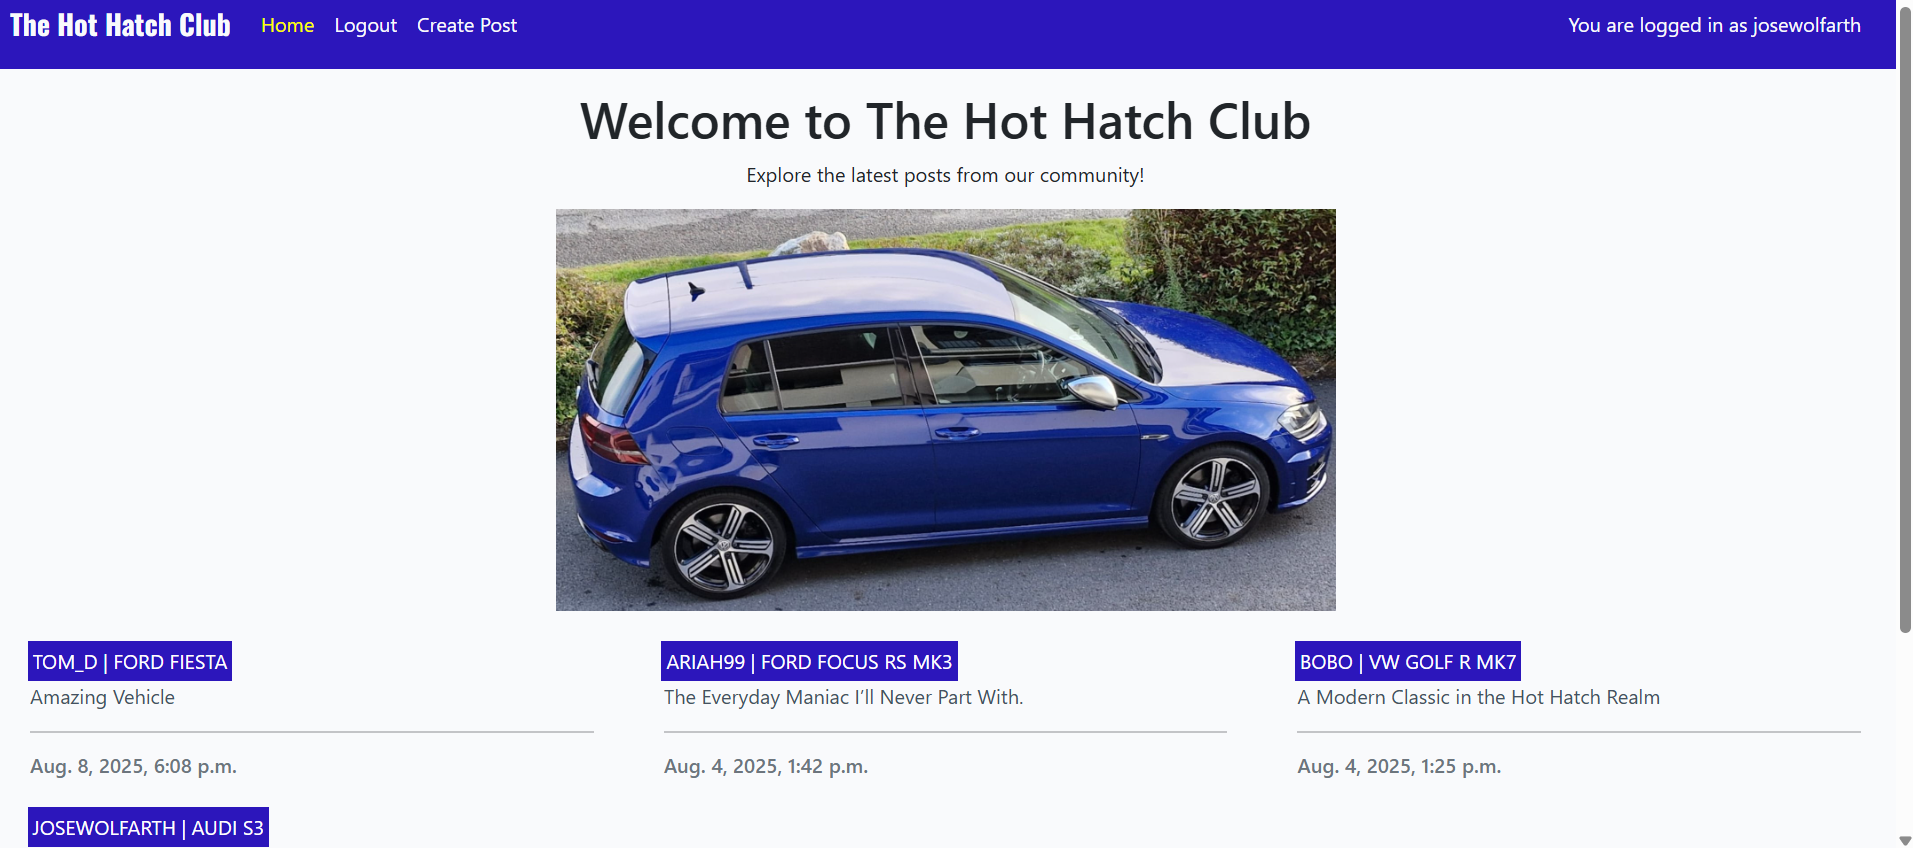 The Hot Hatch Club Home Logout Create Post You are logged in as josewolfarth
Welcome to The Hot Hatch Club
Explore the latest posts from our community!
TOM_D | FORD FIESTA
Amazing Vehicle
Aug. 8, 2025, 6:08 p.m.
ARIAH99 | FORD FOCUS RS MK3
The Everyday Maniac I’ll Never Part With.
Aug. 4, 2025, 1:42 p.m.
BOBO | VW GOLF R MK7
A Modern Classic in the Hot Hatch Realm
Aug. 4, 2025, 1:25 p.m.
JOSEWOLFARTH | AUDI S3